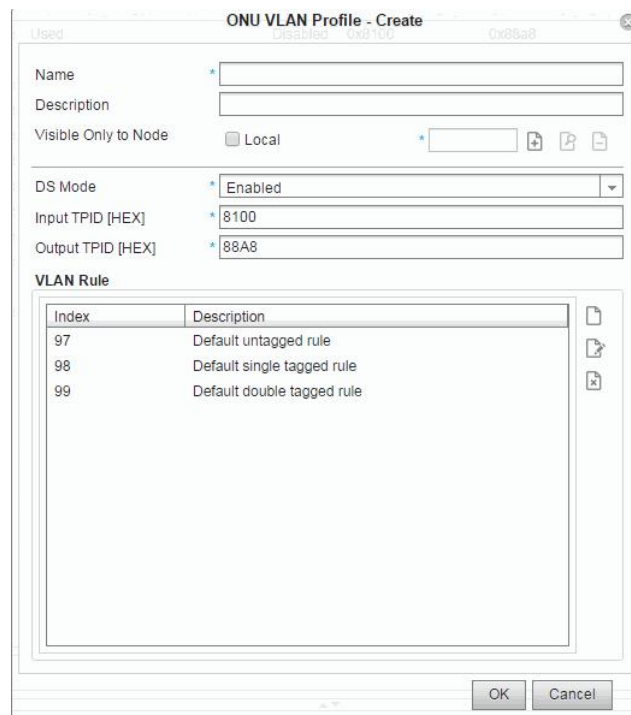 ONU VLAN Profile - Create
Used Disabled 0x8100 0x88a8
Name *
Description
Visible Only to Node Local *
DS Mode * Enabled
Input TPID [HEX] * 8100
Output TPID [HEX] * 88A8
VLAN Rule
Index Description
97 Default untagged rule
98 Default single tagged rule
99 Default double tagged rule
OK Cancel